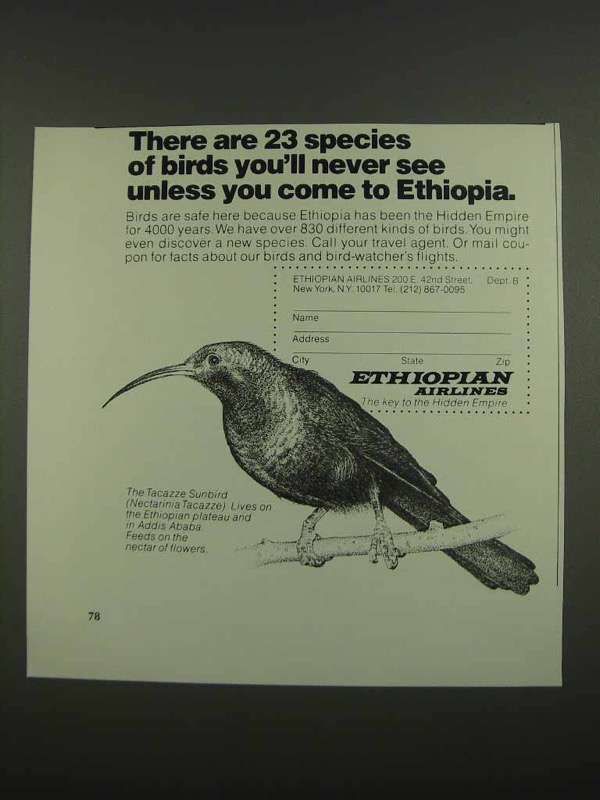 There are 23 species
of birds you'll never see
unless you come to Ethiopia.
Birds are safe here because Ethiopia has been the Hidden Empire
for 4000 years. We have over 830 different kinds of birds. You might
even discover a new species. Call your travel agent. Or mail cou-
pon for facts about our birds and bird-watcher's flights.
ETHIOPIAN AIRLINES 200 E. 42nd Street, Dept. B
New York, N.Y. 10017 Tel. (212) 867-0095
Name
Address
City State Zip
ETHIOPIAN
AIRLINES
The key to the Hidden Empire
The Tacazze Sunbird
(Nectarinia Tacazze). Lives on
the Ethiopian plateau and
in Addis Ababa.
Feeds on the
nectar of flowers.
78